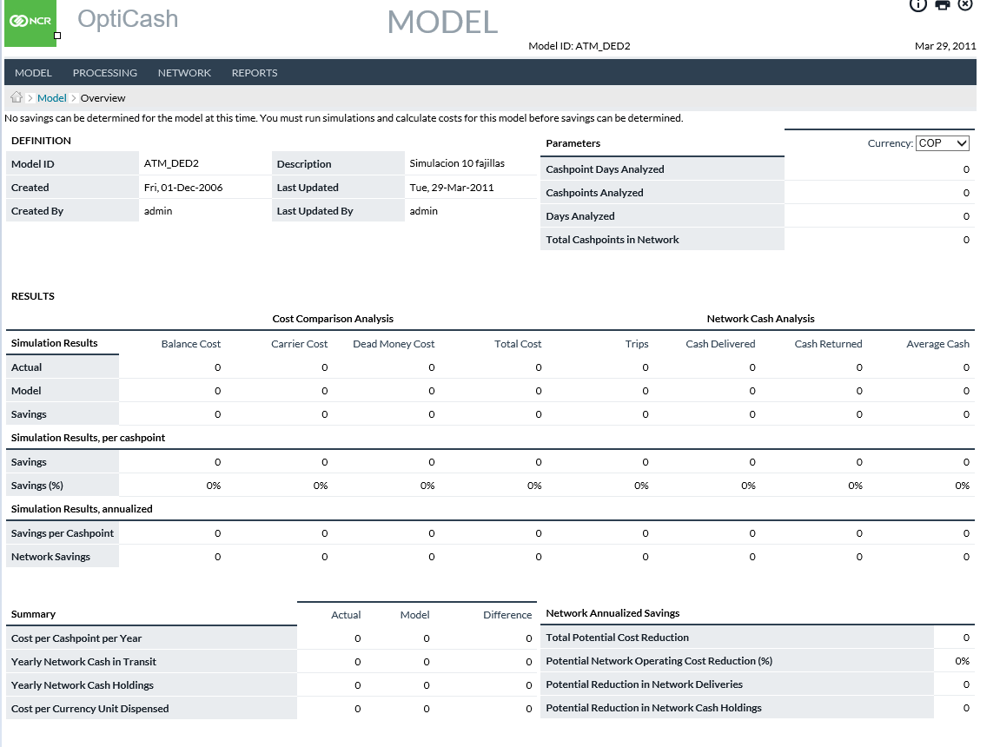 NCR OptiCash MODEL
Model ID: ATM_DED2 Mar 29, 2011
MODEL PROCESSING NETWORK REPORTS
> Model > Overview
No savings can be determined for the model at this time. You must run simulations and calculate costs for this model before savings can be determined.
DEFINITION
Model ID ATM_DED2 Description Simulacion 10 fajillas
Created Fri, 01-Dec-2006 Last Updated Tue, 29-Mar-2011
Created By admin Last Updated By admin
Parameters Currency: COP
Cashpoint Days Analyzed 0
Cashpoints Analyzed 0
Days Analyzed 0
Total Cashpoints in Network 0
RESULTS
Cost Comparison Analysis Network Cash Analysis
Simulation Results Balance Cost Carrier Cost Dead Money Cost Total Cost Trips Cash Delivered Cash Returned Average Cash
Actual 0 0 0 0 0 0 0 0
Model 0 0 0 0 0 0 0 0
Savings 0 0 0 0 0 0 0 0
Simulation Results, per cashpoint
Savings 0 0 0 0 0 0 0 0
Savings (%) 0% 0% 0% 0% 0% 0% 0% 0%
Simulation Results, annualized
Savings per Cashpoint 0 0 0 0 0 0 0 0
Network Savings 0 0 0 0 0 0 0 0
Summary Actual Model Difference
Cost per Cashpoint per Year 0 0 0
Yearly Network Cash in Transit 0 0 0
Yearly Network Cash Holdings 0 0 0
Cost per Currency Unit Dispensed 0 0 0
Network Annualized Savings
Total Potential Cost Reduction 0
Potential Network Operating Cost Reduction (%) 0%
Potential Reduction in Network Deliveries 0
Potential Reduction in Network Cash Holdings 0